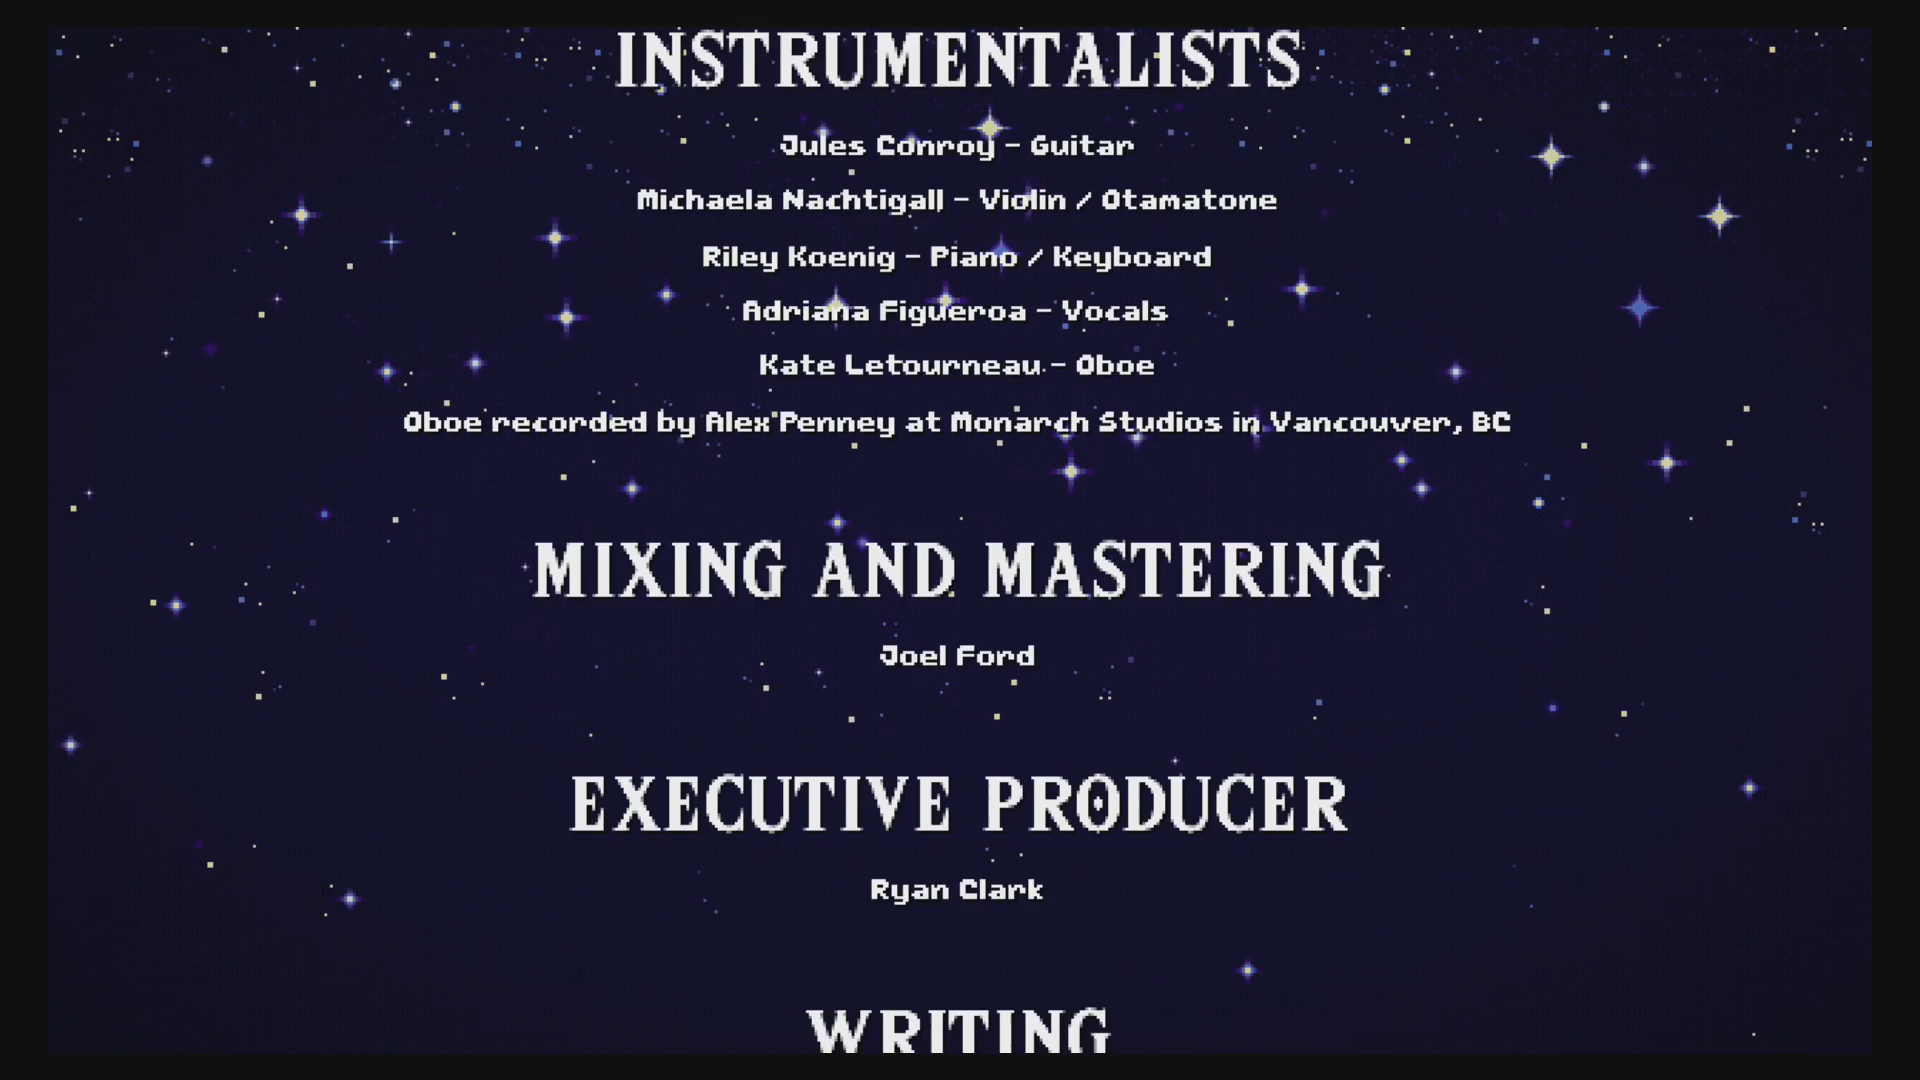 INSTRUMENTALISTS
Jules Conroy - Guitar
Michaela Nachtigall - Violin / Otamatone
Riley Koenig - Piano / Keyboard
Adriana Figueroa - Vocals
Kate Letourneau - Oboe
Oboe recorded by Alex Penney at Monarch Studios in Vancouver, BC
MIXING AND MASTERING
Joel Ford
EXECUTIVE PRODUCER
Ryan Clark
WRITING